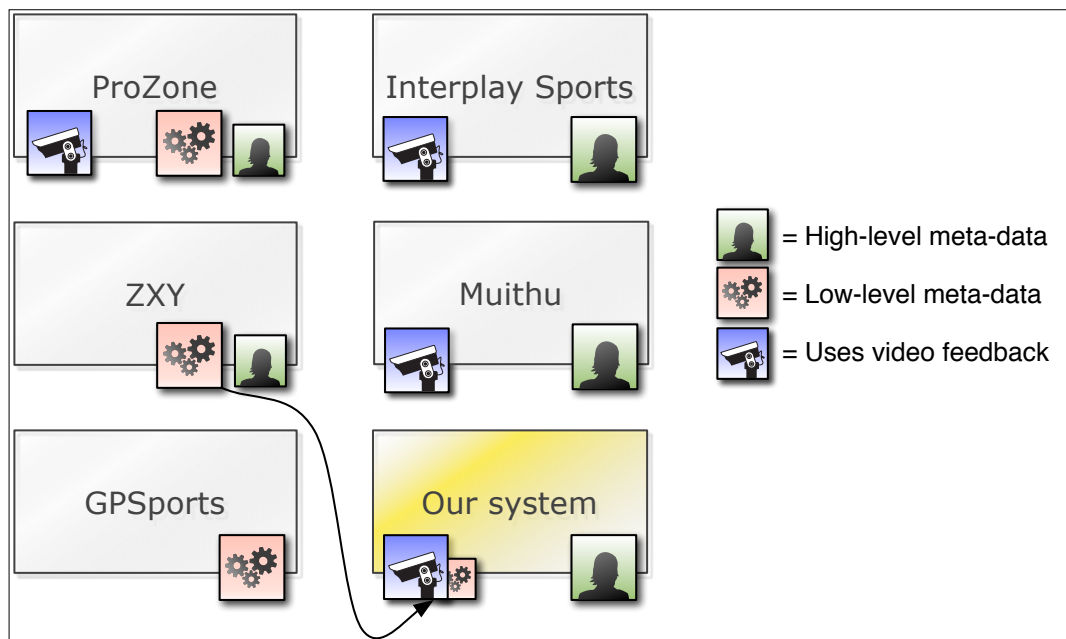 ProZone
Interplay Sports
ZXY
Muithu
GPSports
Our system
= High-level meta-data
= Low-level meta-data
= Uses video feedback